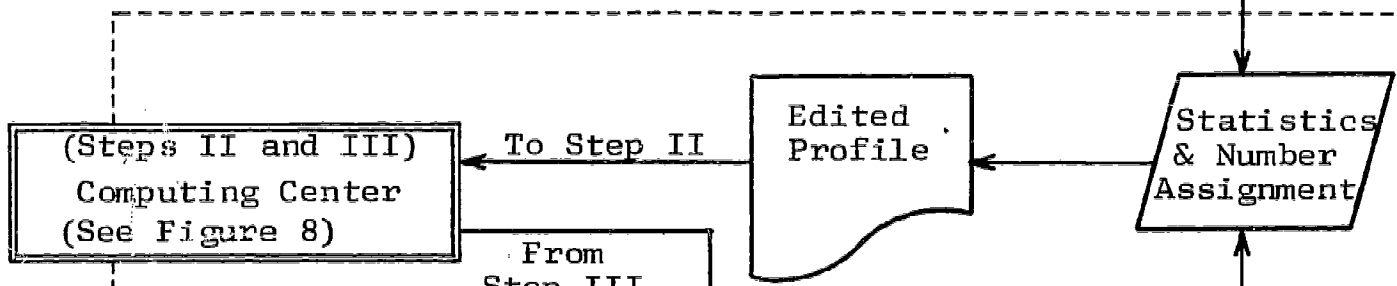 (Steps II and III)
Computing Center
(See Figure 8)
To Step II
From
Step III
Edited
Profile
Statistics
& Number
Assignment